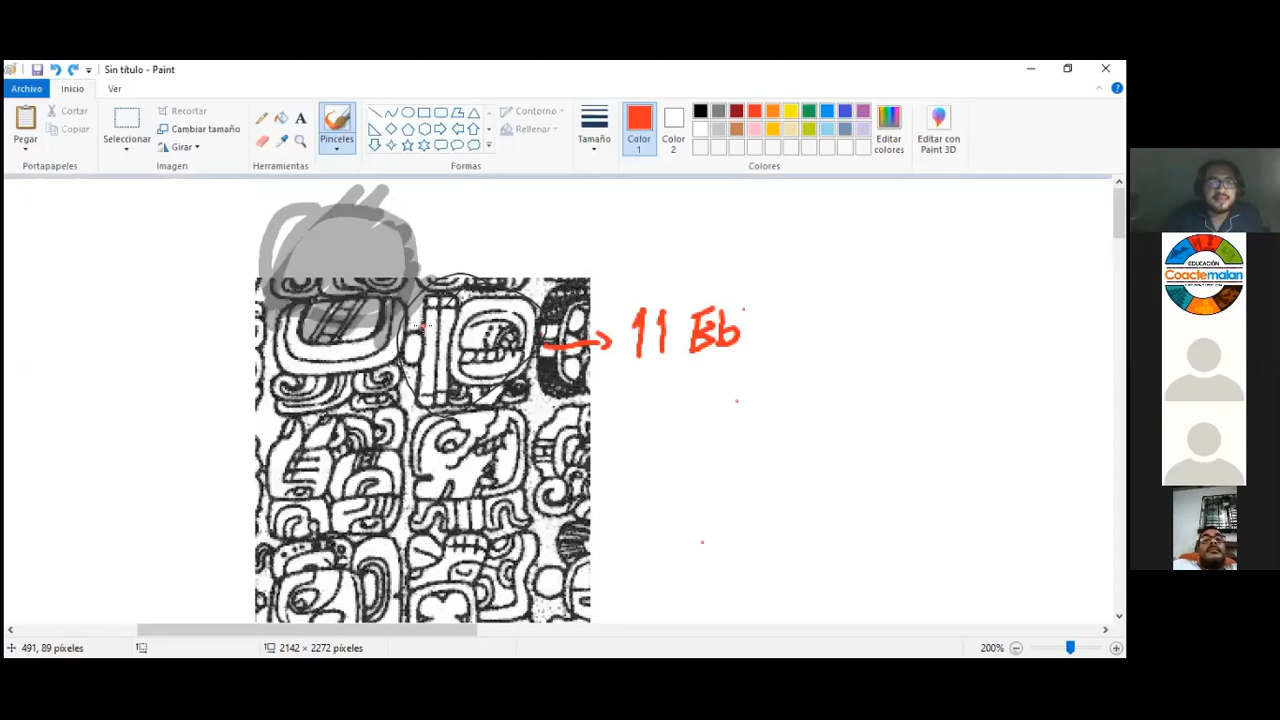 Sin título - Paint
Archivo
Inicio
Ver
Pegar
Cortar
Copiar
Portapapeles
Seleccionar
Recortar
Cambiar tamaño
Girar
Imagen
A
Herramientas
Pinceles
Contorno
Rellenar
Formas
Tamaño
Color 1
Color 2
Editar colores
Colores
Editar con Paint 3D
11 Eb
EDUCACIÓN
Coactemalan
491, 89 píxeles
2142 × 2272 píxeles
200%